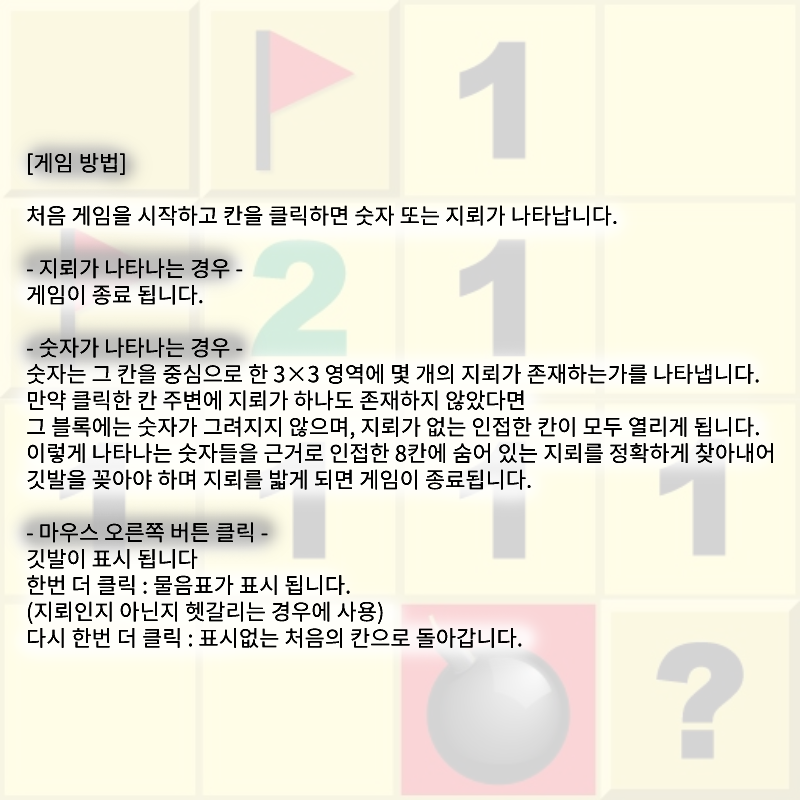 [게임 방법]
처음 게임을 시작하고 칸을 클릭하면 숫자 또는 지뢰가 나타납니다.
- 지뢰가 나타나는 경우 -
게임이 종료 됩니다.
- 숫자가 나타나는 경우 -
숫자는 그 칸을 중심으로 한 3×3 영역에 몇 개의 지뢰가 존재하는가를 나타냅니다.
만약 클릭한 칸 주변에 지뢰가 하나도 존재하지 않았다면
그 블록에는 숫자가 그려지지 않으며, 지뢰가 없는 인접한 칸이 모두 열리게 됩니다.
이렇게 나타나는 숫자들을 근거로 인접한 8칸에 숨어 있는 지뢰를 정확하게 찾아내어
깃발을 꽂아야 하며 지뢰를 밟게 되면 게임이 종료됩니다.
- 마우스 오른쪽 버튼 클릭 -
깃발이 표시 됩니다
한번 더 클릭 : 물음표가 표시 됩니다.
(지뢰인지 아닌지 헷갈리는 경우에 사용)
다시 한번 더 클릭 : 표시없는 처음의 칸으로 돌아갑니다.
1
2 1
1 1 1 1
?